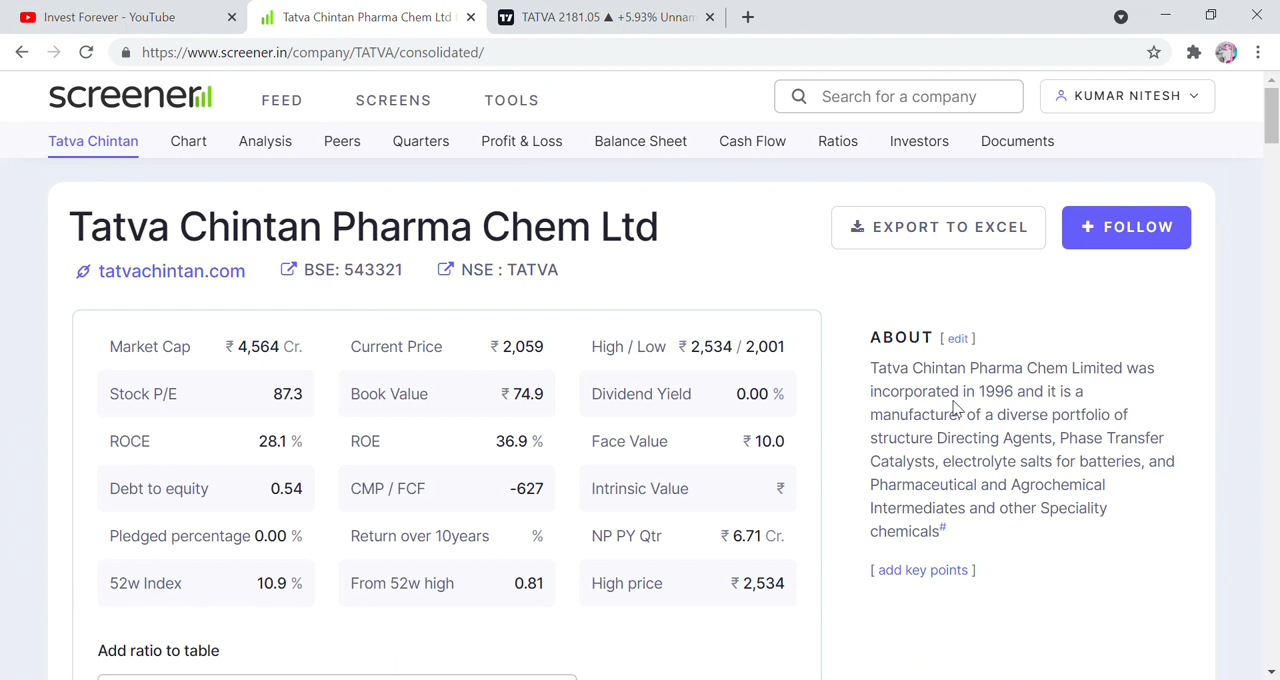 Invest Forever - YouTube
Tatva Chintan Pharma Chem Ltd
TATVA 2181.05 ▲ +5.93% Unnam
https://www.screener.in/company/TATVA/consolidated/
screener
FEED
SCREENS
TOOLS
Search for a company
KUMAR NITESH
Tatva Chintan
Chart
Analysis
Peers
Quarters
Profit & Loss
Balance Sheet
Cash Flow
Ratios
Investors
Documents
Tatva Chintan Pharma Chem Ltd
EXPORT TO EXCEL
+ FOLLOW
tatvachintan.com
BSE: 543321
NSE : TATVA
Market Cap ₹ 4,564 Cr.
Current Price ₹ 2,059
High / Low ₹ 2,534 / 2,001
Stock P/E 87.3
Book Value ₹ 74.9
Dividend Yield 0.00 %
ROCE 28.1 %
ROE 36.9 %
Face Value ₹ 10.0
Debt to equity 0.54
CMP / FCF -627
Intrinsic Value ₹
Pledged percentage 0.00 %
Return over 10years %
NP PY Qtr ₹ 6.71 Cr.
52w Index 10.9 %
From 52w high 0.81
High price ₹ 2,534
Add ratio to table
ABOUT [ edit ]
Tatva Chintan Pharma Chem Limited was
incorporated in 1996 and it is a
manufacturer of a diverse portfolio of
structure Directing Agents, Phase Transfer
Catalysts, electrolyte salts for batteries, and
Pharmaceutical and Agrochemical
Intermediates and other Speciality
chemicals#
[ add key points ]